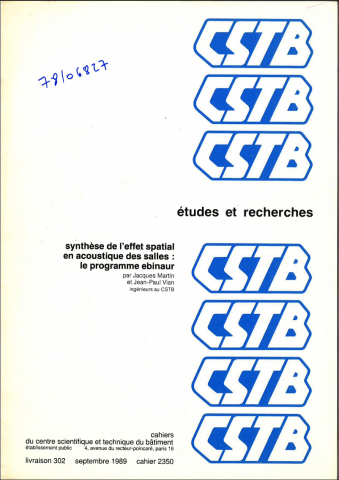 CSTB
78/06827
CSTB
CSTB
études et recherches
synthèse de l'effet spatial
en acoustique des salles :
le programme ebinaur
par Jacques Martin
et Jean-Paul Vian
ingénieurs au CSTB
CSTB
CSTB
CSTB
CSTB
cahiers
du centre scientifique et technique du bâtiment
établissement public 4, avenue du recteur-poincaré, paris 16
livraison 302 septembre 1989 cahier 2350